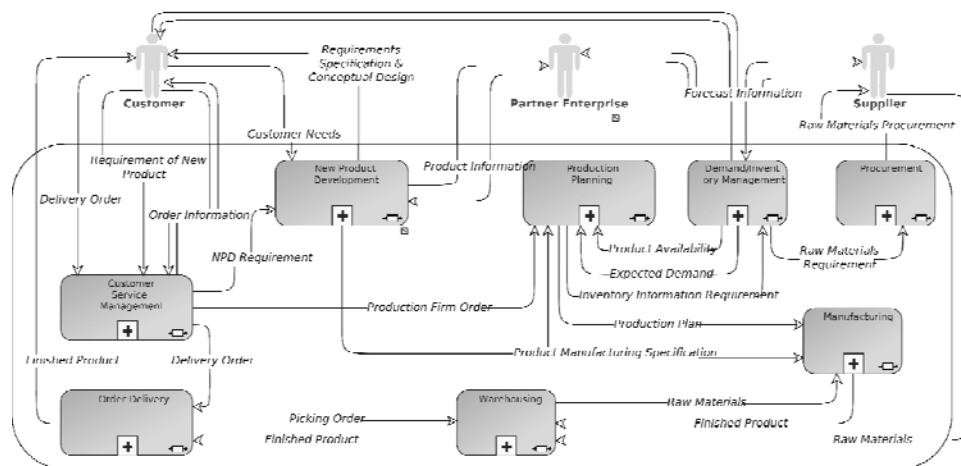 Requirements
Specification &
Conceptual Design
Customer
Partner Enterprise
Forecast Information
Supplier
Raw Materials Procurement
Customer Needs
Requirement of New
Product
New Product
Development
Product Information
Production
Planning
Demand/Invent
ory Management
Procurement
Delivery Order
Order Information
NPD Requirement
Product Availability
Raw Materials
Requirement
Expected Demand
Customer
Service
Management
Production Firm Order
Inventory Information Requirement
Production Plan
Manufacturing
Finished Product
Delivery Order
Product Manufacturing Specification
Order Delivery
Picking Order
Finished Product
Warehousing
Raw Materials
Finished Product
Raw Materials